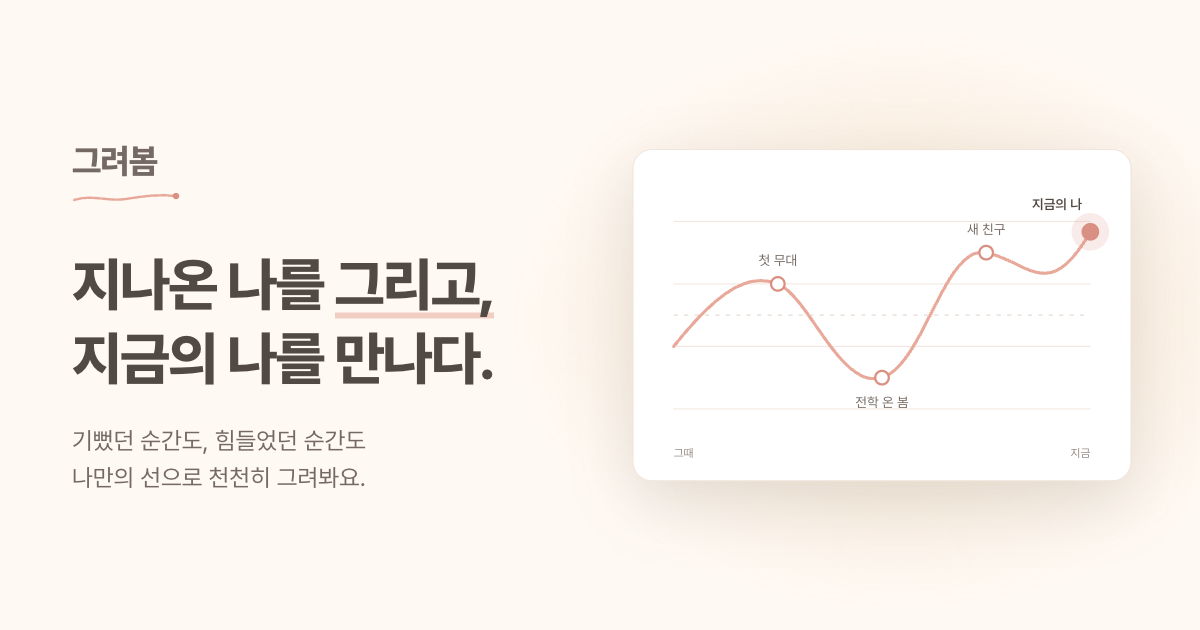 그려봄
지나온 나를 그리고,
지금의 나를 만나다.
기뻤던 순간도, 힘들었던 순간도
나만의 선으로 천천히 그려봐요.
지금의 나
새 친구
첫 무대
전학 온 봄
그때
지금